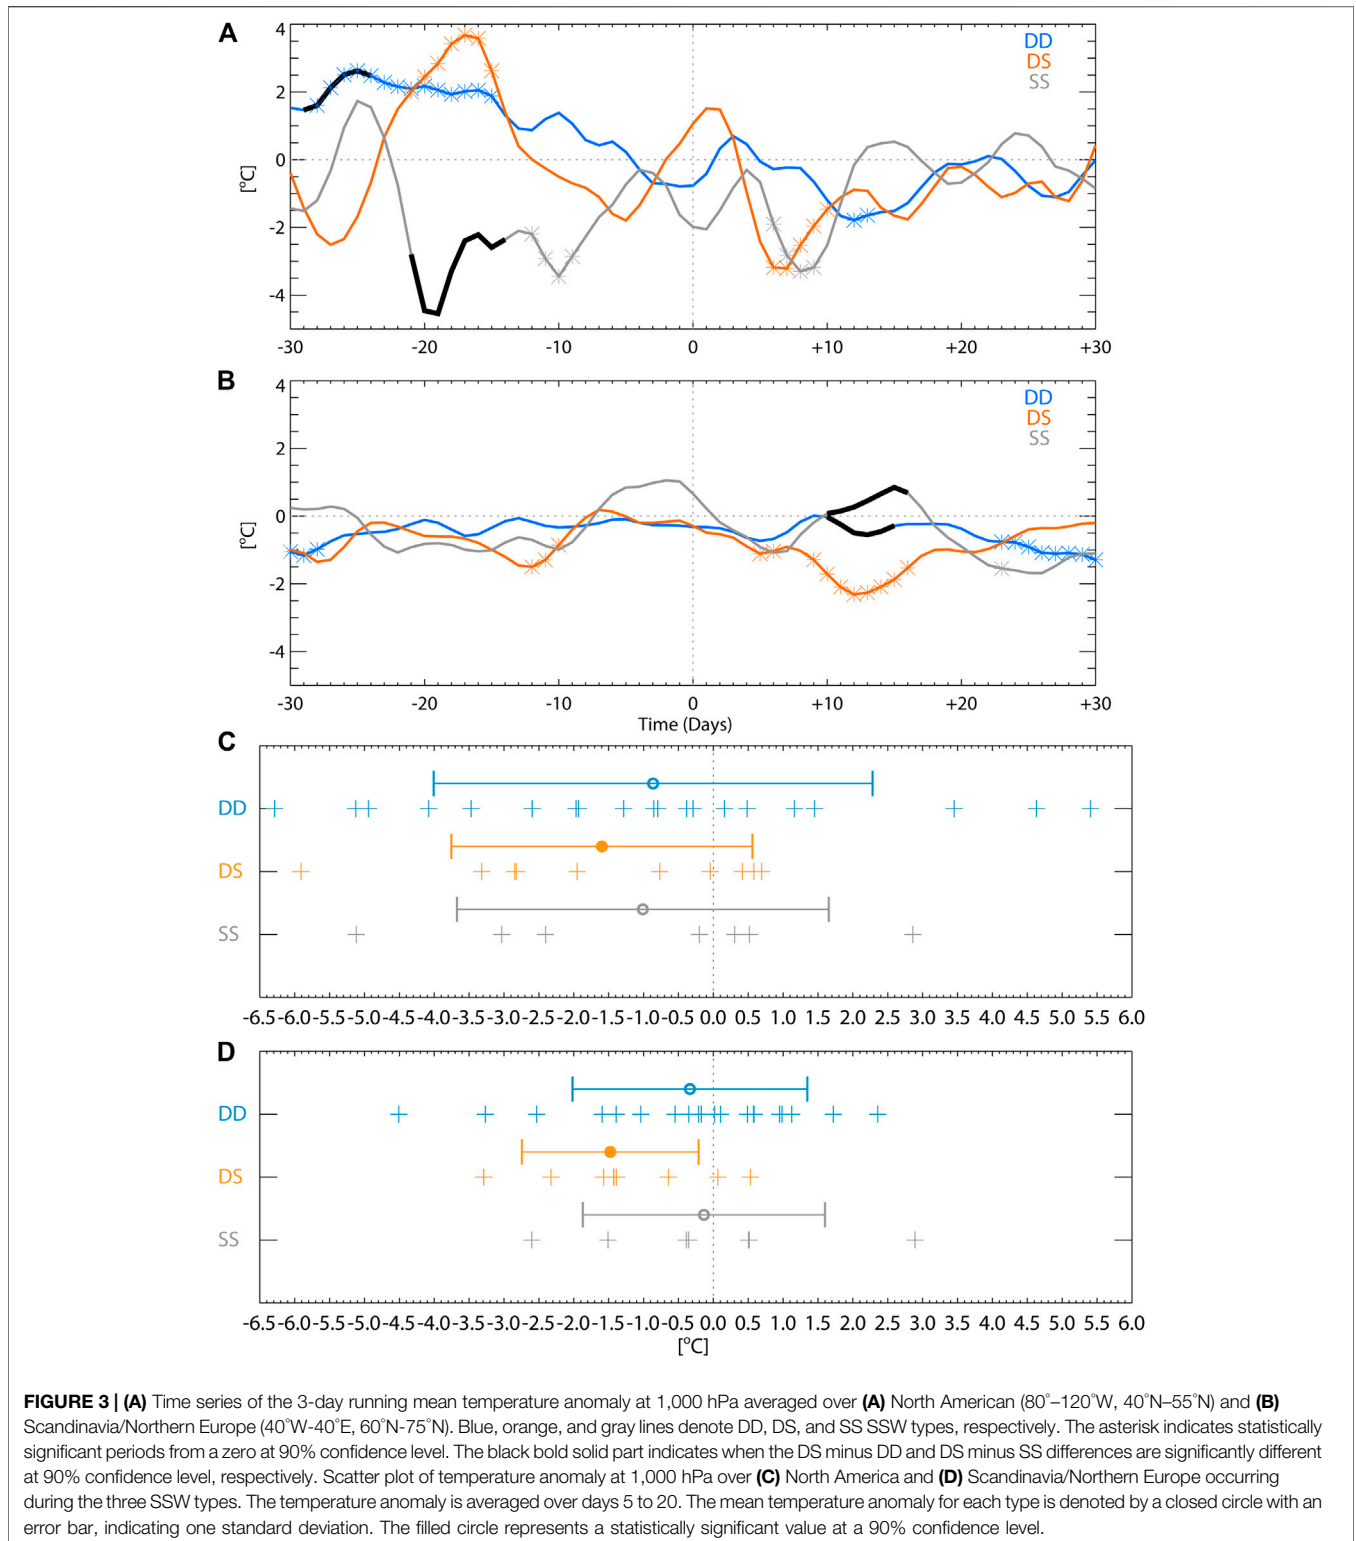 A
4
2
0
-2
-4
[°C]
DD
DS
SS
-30 -20 -10 0 +10 +20 +30
B
4
2
0
-2
-4
[°C]
DD
DS
SS
-30 -20 -10 0 +10 +20 +30
Time (Days)
C
DD
DS
SS
-6.5 -6.0 -5.5 -5.0 -4.5 -4.0 -3.5 -3.0 -2.5 -2.0 -1.5 -1.0 -0.5 0.0 0.5 1.0 1.5 2.0 2.5 3.0 3.5 4.0 4.5 5.0 5.5 6.0
D
DD
DS
SS
-6.5 -6.0 -5.5 -5.0 -4.5 -4.0 -3.5 -3.0 -2.5 -2.0 -1.5 -1.0 -0.5 0.0 0.5 1.0 1.5 2.0 2.5 3.0 3.5 4.0 4.5 5.0 5.5 6.0
[°C]
FIGURE 3 | (A) Time series of the 3-day running mean temperature anomaly at 1,000 hPa averaged over (A) North American (80°–120°W, 40°N–55°N) and (B)
Scandinavia/Northern Europe (40°W-40°E, 60°N-75°N). Blue, orange, and gray lines denote DD, DS, and SS SSW types, respectively. The asterisk indicates statistically
significant periods from a zero at 90% confidence level. The black bold solid part indicates when the DS minus DD and DS minus SS differences are significantly different
at 90% confidence level, respectively. Scatter plot of temperature anomaly at 1,000 hPa over (C) North America and (D) Scandinavia/Northern Europe occurring
during the three SSW types. The temperature anomaly is averaged over days 5 to 20. The mean temperature anomaly for each type is denoted by a closed circle with an
error bar, indicating one standard deviation. The filled circle represents a statistically significant value at a 90% confidence level.